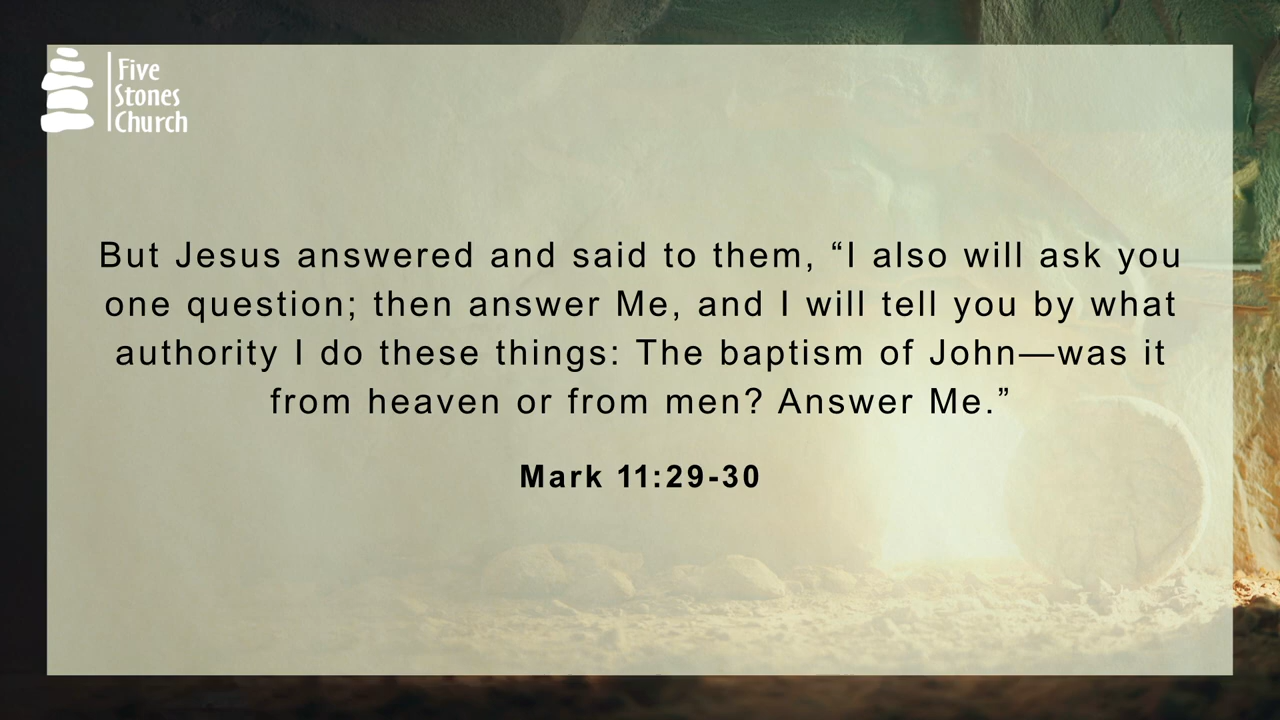 Five
Stones
Church
But Jesus answered and said to them, “I also will ask you
one question; then answer Me, and I will tell you by what
authority I do these things: The baptism of John—was it
from heaven or from men? Answer Me.”
Mark 11:29-30